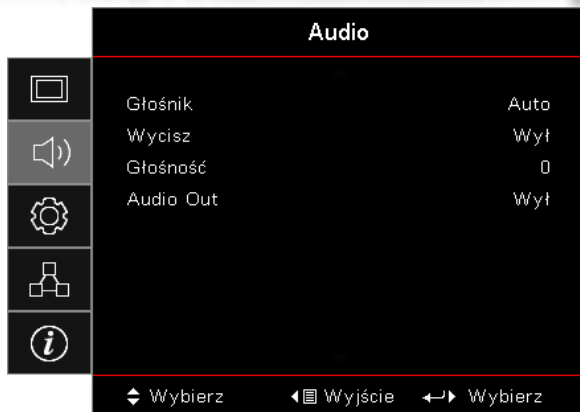 Audio
Głośnik Auto
Wycisz Wył
Głośność 0
Audio Out Wył
Wybierz Wyjście Wybierz